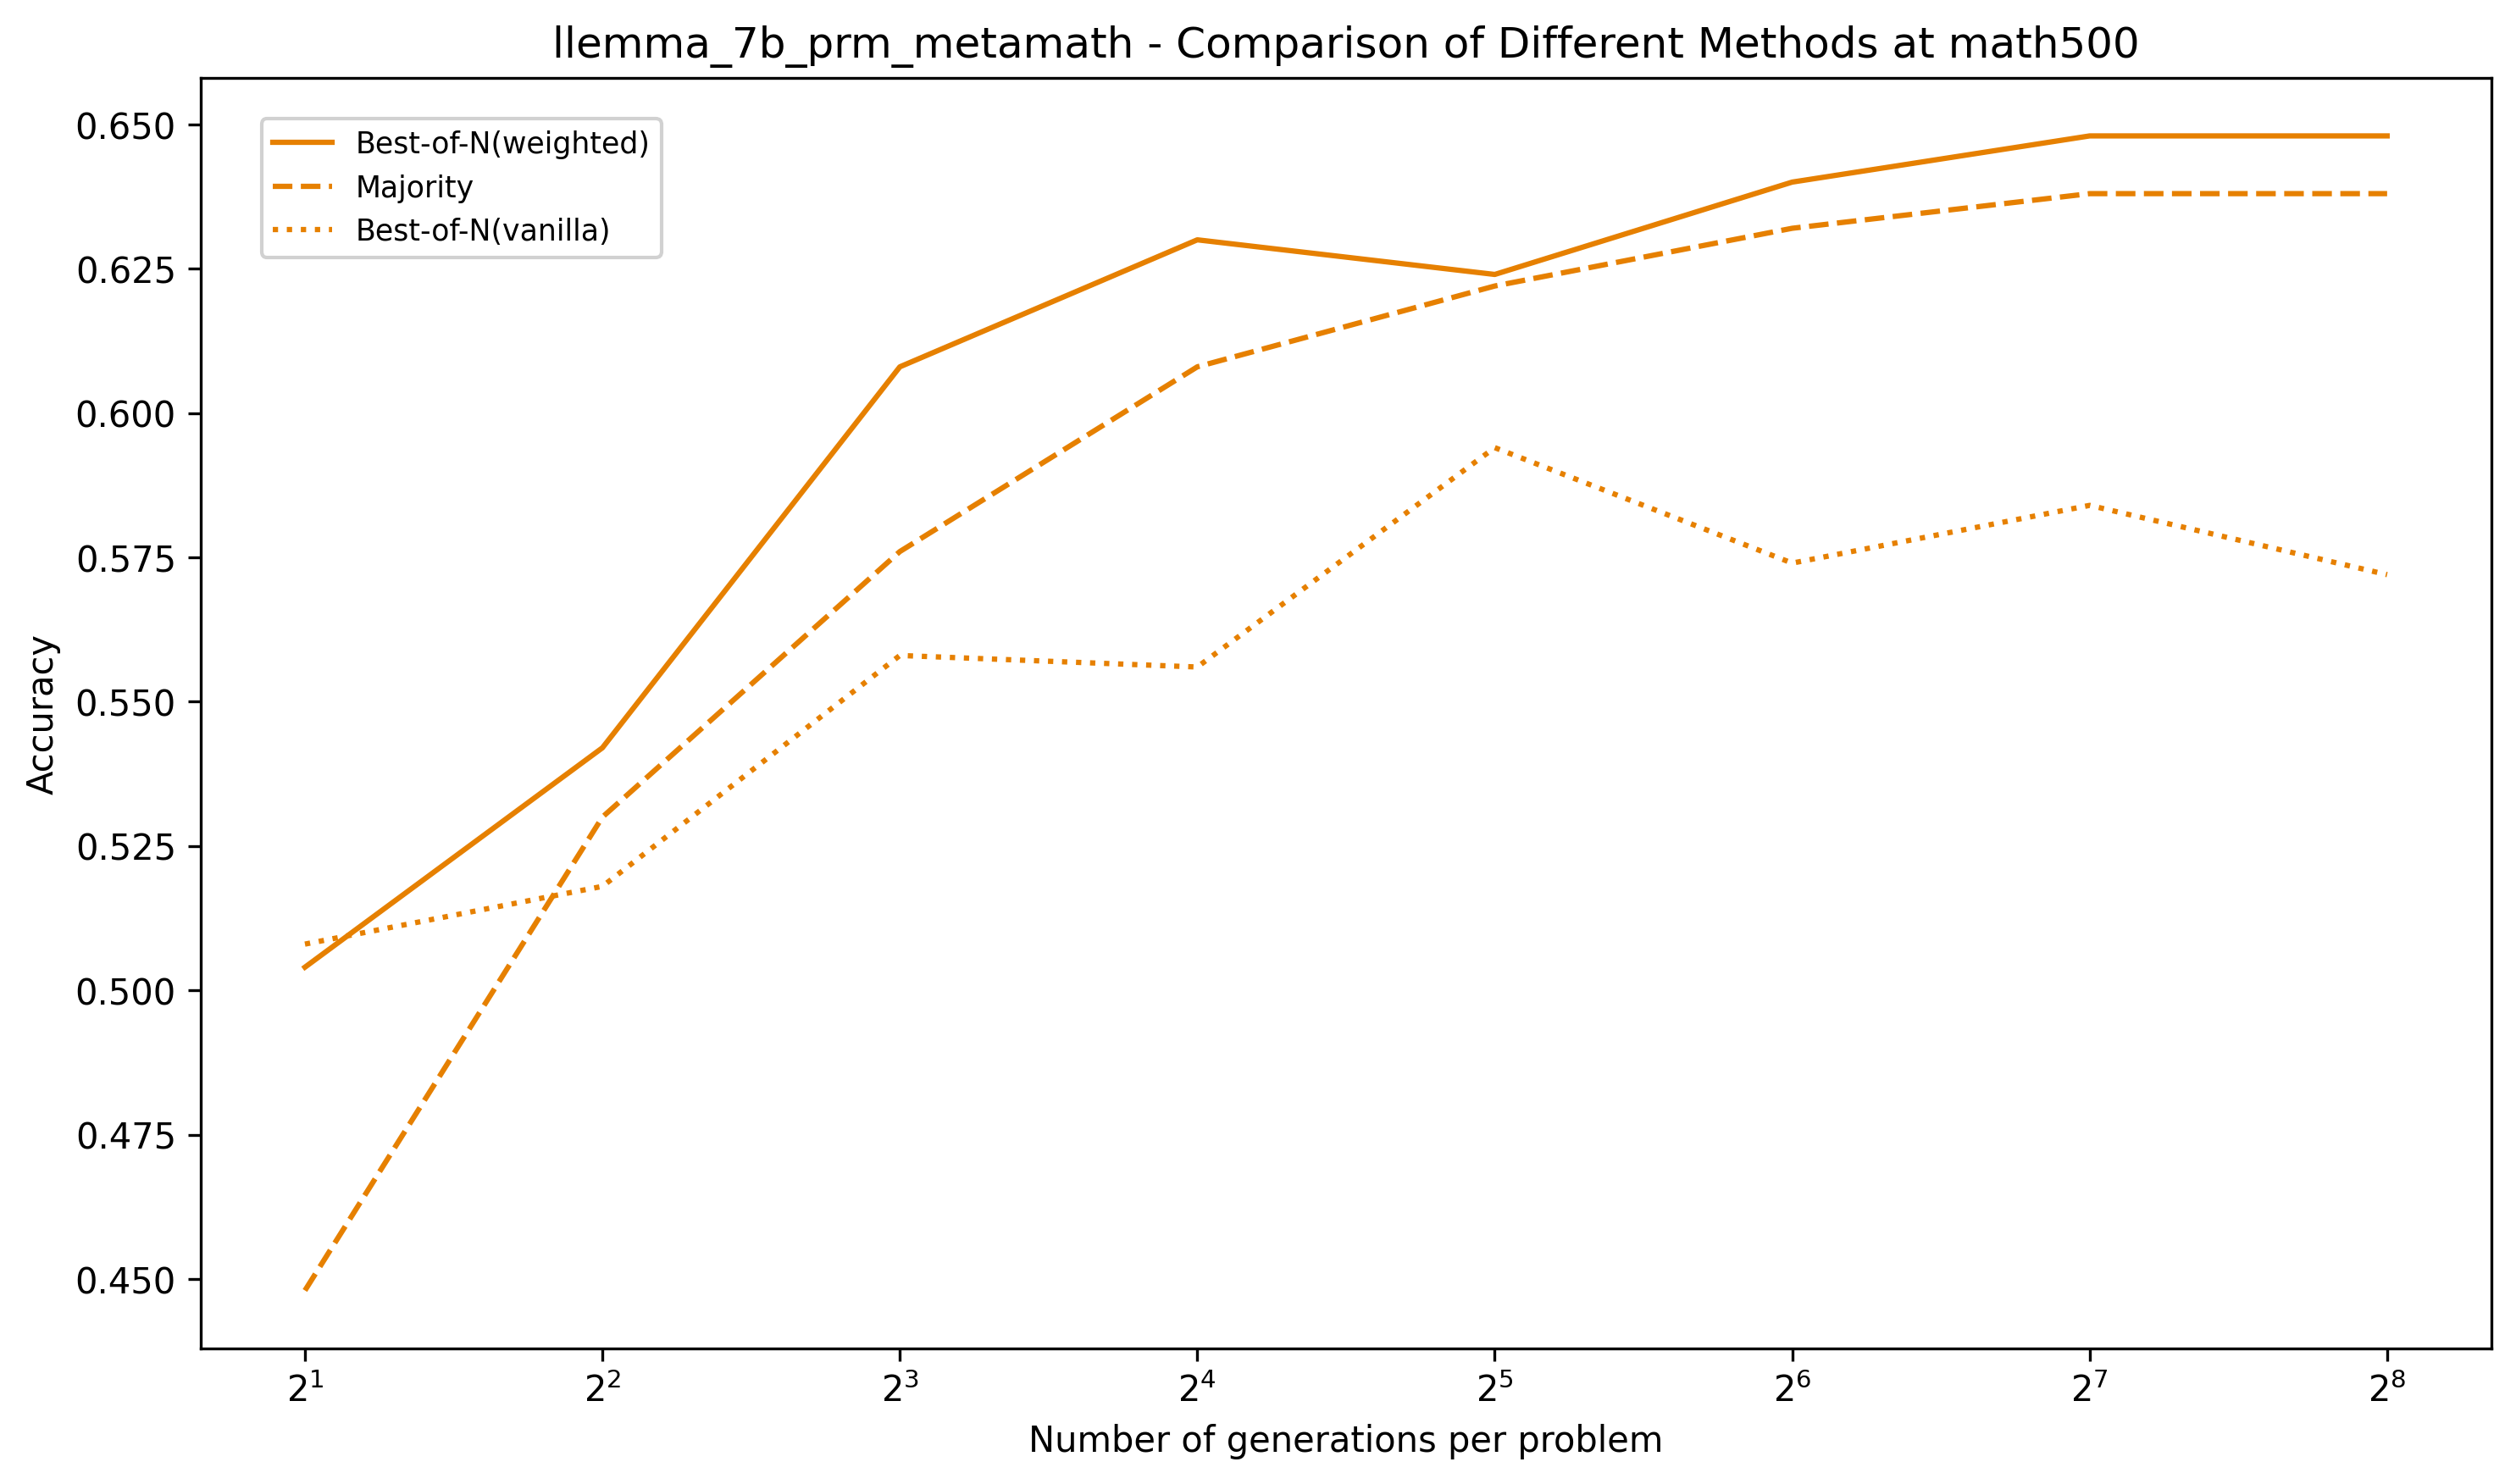 llemma_7b_prm_metamath - Comparison of Different Methods at math500
Best-of-N(weighted)
Majority
Best-of-N(vanilla)
Accuracy
0.650
0.625
0.600
0.575
0.550
0.525
0.500
0.475
0.450
2¹ 2² 2³ 2⁴ 2⁵ 2⁶ 2⁷ 2⁸
Number of generations per problem